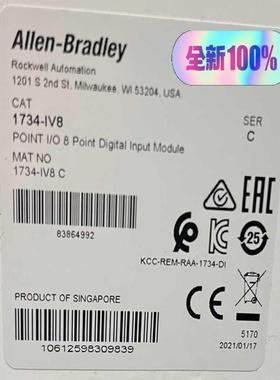 Allen-Bradley
全新100%
Rockwell Automation
1201 S 2nd St, Milwaukee, WI 53204, USA
CAT
1734-IV8
SER
C
POINT I/O 8 Point Digital Input Module
MAT NO
1734-IV8 C
83864992
25
KCC-REM-RAA-1734-DI
PRODUCT OF SINGAPORE
CE
10612598309839
5170
2021/01/17